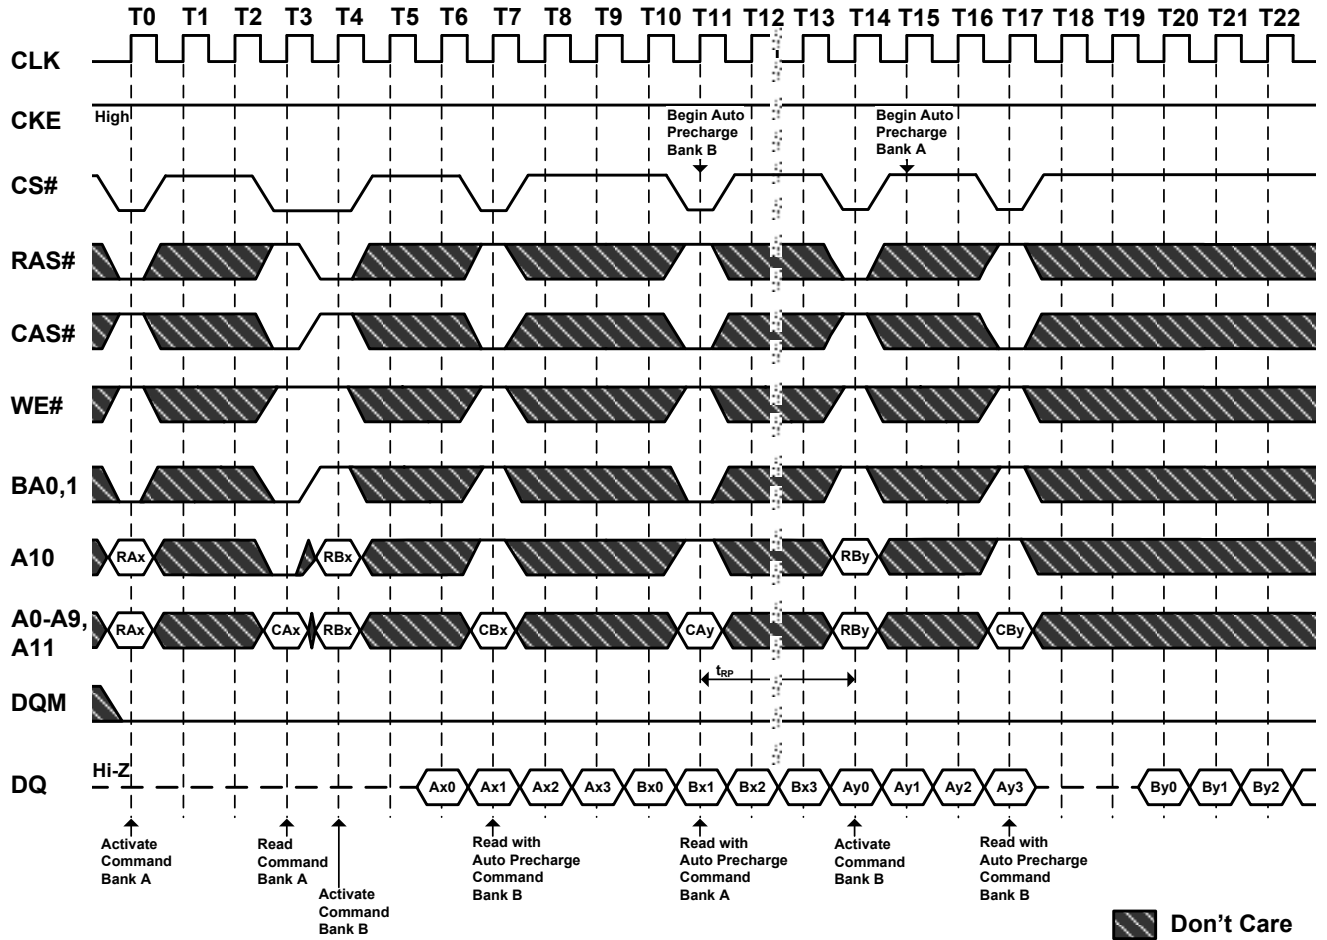 T0 T1 T2 T3 T4 T5 T6 T7 T8 T9 T10 T11 T12 T13 T14 T15 T16 T17 T18 T19 T20 T21 T22
CLK
CKE
High
Begin Auto
Precharge
Bank B
Begin Auto
Precharge
Bank A
CS#
RAS#
CAS#
WE#
BA0,1
A10
RAx RBx RBy
A0-A9,
A11
RAx CAx RBx CBx CAy RBy CBy
tRP
DQM
Hi-Z
DQ
Ax0 Ax1 Ax2 Ax3 Bx0 Bx1 Bx2 Bx3 Ay0 Ay1 Ay2 Ay3 By0 By1 By2
Activate
Command
Bank A
Read
Command
Bank A
Activate
Command
Bank B
Read with
Auto Precharge
Command
Bank B
Read with
Auto Precharge
Command
Bank A
Activate
Command
Bank B
Read with
Auto Precharge
Command
Bank B
Don't Care